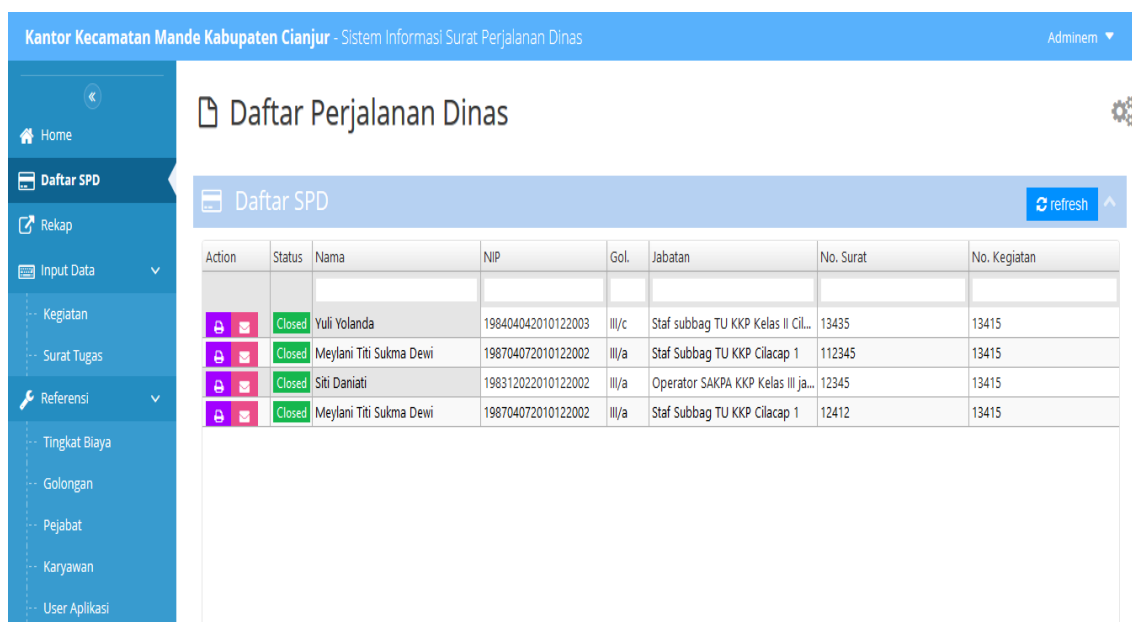 Kantor Kecamatan Mande Kabupaten Cianjur - Sistem Informasi Surat Perjalanan Dinas Adminem
Home
Daftar SPD
Rekap
Input Data
Kegiatan
Surat Tugas
Referensi
Tingkat Biaya
Golongan
Pejabat
Karyawan
User Aplikasi
Daftar Perjalanan Dinas
Daftar SPD refresh
Action Status Nama NIP Gol. Jabatan No. Surat No. Kegiatan
Closed Yuli Yolanda 198404042010122003 III/c Staf subbag TU KKP Kelas II Cil... 13435 13415
Closed Meylani Titi Sukma Dewi 198704072010122002 III/a Staf Subbag TU KKP Cilacap 1 112345 13415
Closed Siti Daniati 198312022010122002 III/a Operator SAKPA KKP Kelas III ja... 12345 13415
Closed Meylani Titi Sukma Dewi 198704072010122002 III/a Staf Subbag TU KKP Cilacap 1 12412 13415